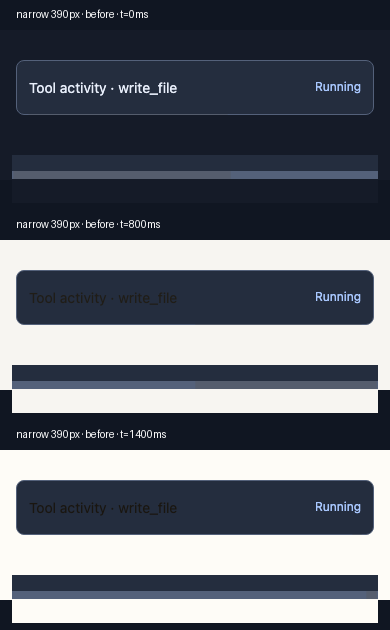 narrow 390px · before · t=0ms
Tool activity · write_file Running
narrow 390px · before · t=800ms
Tool activity · write_file Running
narrow 390px · before · t=1400ms
Tool activity · write_file Running